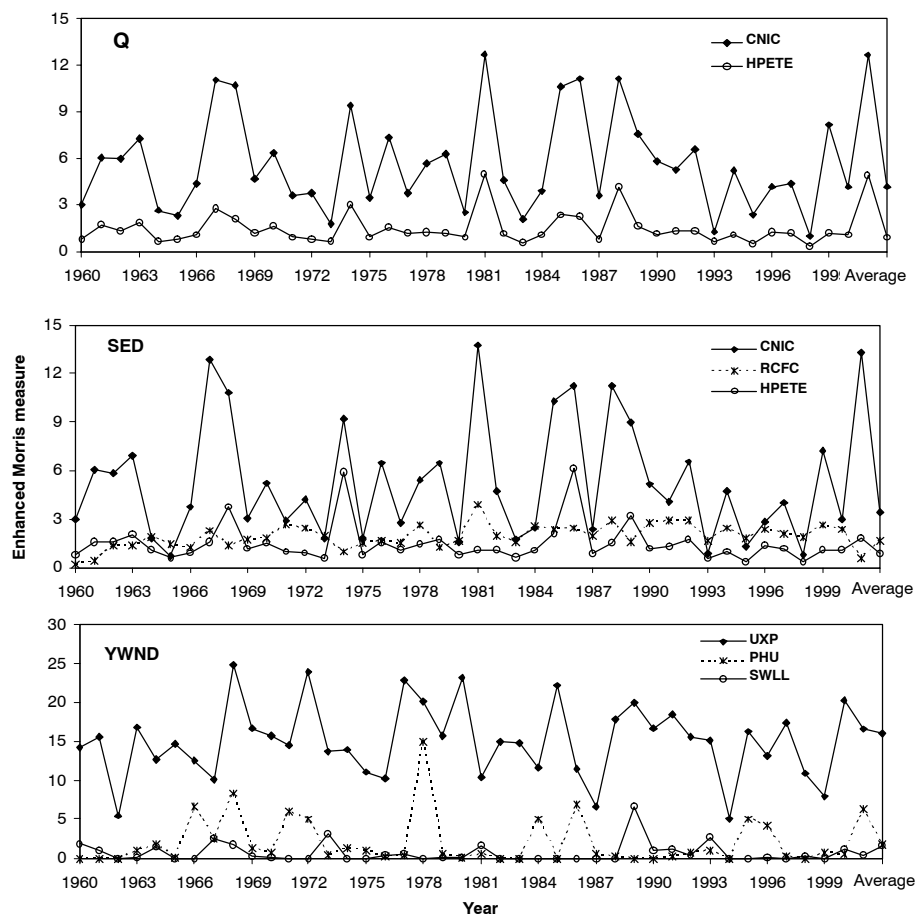 15
12
9
6
3
0
Q
CNIC
HPETE
1960 1963 1966 1969 1972 1975 1978 1981 1984 1987 1990 1993 1996 199 Average
Enhanced Morris measure
15
12
9
6
3
0
SED
CNIC
RCFC
HPETE
1960 1963 1966 1969 1972 1975 1978 1981 1984 1987 1990 1993 1996 1999 Average
30
25
20
15
10
5
0
YWND
UXP
PHU
SWLL
1960 1963 1966 1969 1972 1975 1978 1981 1984 1987 1990 1993 1996 1999 Average
Year